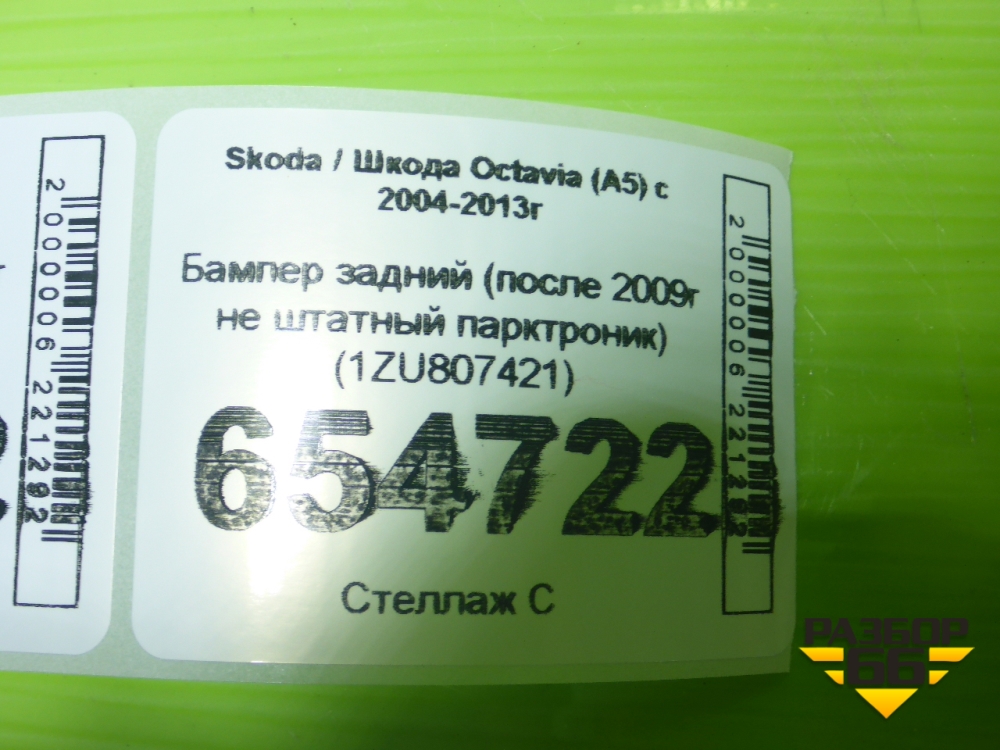 Skoda / Шкода Octavia (A5) с
2004-2013г
Бампер задний (после 2009г
не штатный парктроник)
(1ZU807421)
654722
Стеллаж С
2000006221292
2000006221292
РАЗБОР
66